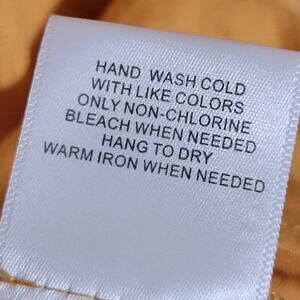 HAND WASH COLD
WITH LIKE COLORS
ONLY NON-CHLORINE
BLEACH WHEN NEEDED
HANG TO DRY
WARM IRON WHEN NEEDED